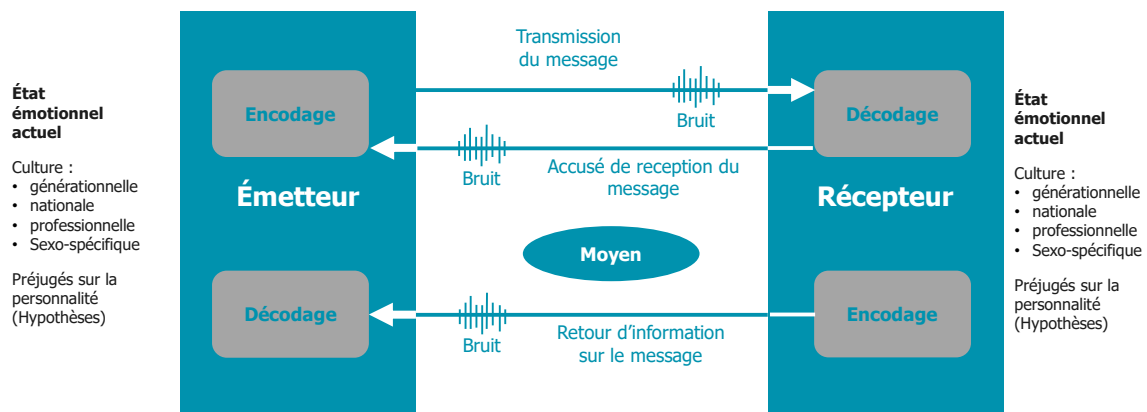 État
émotionnel
actuel
Culture :
• générationnelle
• nationale
• professionnelle
• Sexo-spécifique
Préjugés sur la
personnalité
(Hypothèses)
Encodage
Émetteur
Décodage
Transmission
du message
Bruit
Bruit
Accusé de reception du
message
Moyen
Bruit
Retour d’information
sur le message
Décodage
Récepteur
Encodage
État
émotionnel
actuel
Culture :
• générationnelle
• nationale
• professionnelle
• Sexo-spécifique
Préjugés sur la
personnalité
(Hypothèses)